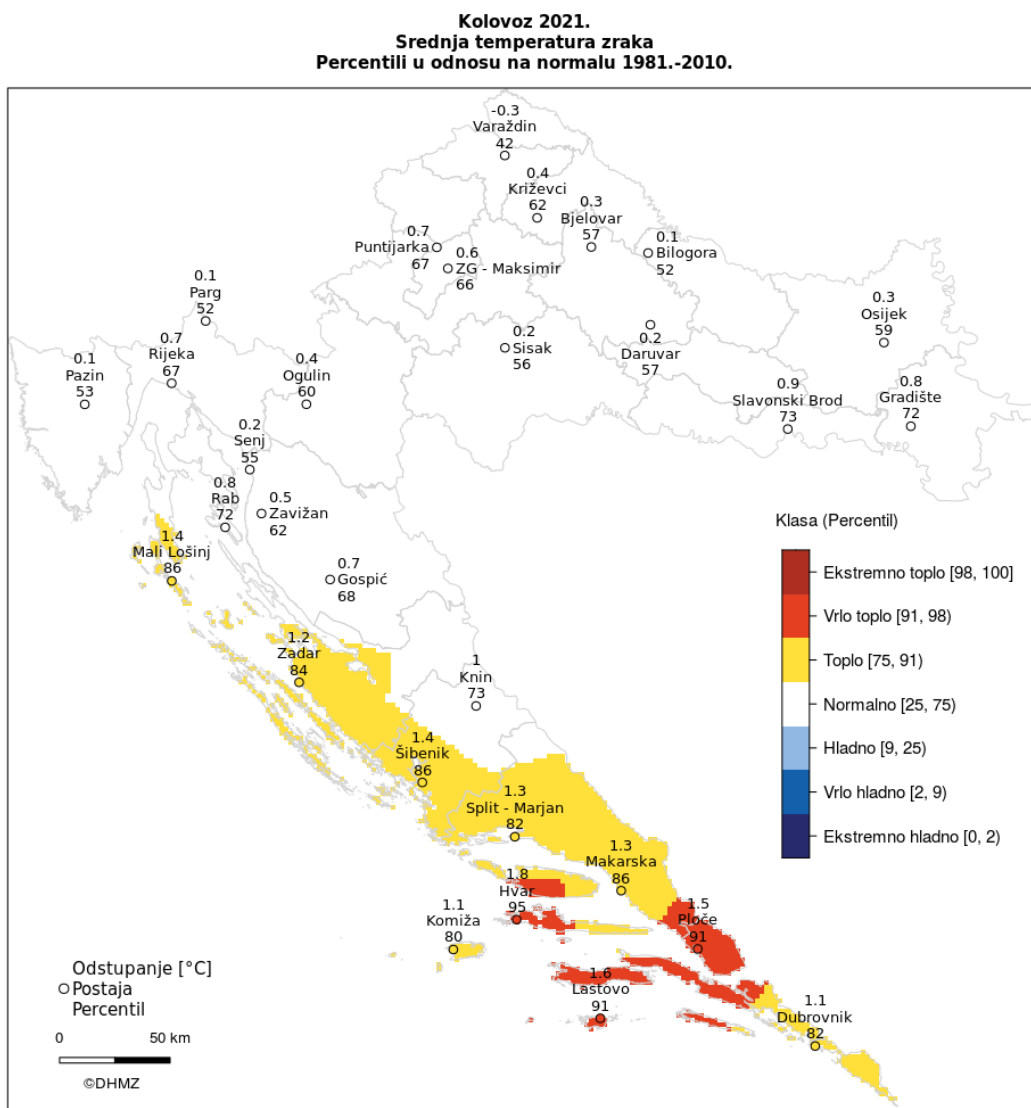 Kolovoz 2021.
Srednja temperatura zraka
Percentili u odnosu na normalu 1981.-2010.
-0.3
Varaždin
42
0.4
Križevci
62
0.3
Bjelovar
57
0.7
Puntijarka
67
0.6
ZG - Maksimir
66
0.1
Bilogora
52
0.1
Parg
52
0.3
Osijek
59
0.7
Rijeka
67
0.2
Sisak
56
0.2
Daruvar
57
0.1
Pazin
53
0.4
Ogulin
60
0.9
Slavonski Brod
73
0.8
Gradište
72
0.2
Senj
55
0.8
Rab
72
0.5
Zavižan
62
1.4
Mali Lošinj
86
0.7
Gospić
68
Klasa (Percentil)
Ekstremno toplo [98, 100]
Vrlo toplo [91, 98)
Toplo [75, 91)
Normalno [25, 75)
Hladno [9, 25)
Vrlo hladno [2, 9)
Ekstremno hladno [0, 2)
1.2
Zadar
84
1
Knin
73
1.4
Šibenik
86
1.3
Split - Marjan
82
1.3
Makarska
86
1.8
Hvar
95
1.1
Komiža
80
1.5
Ploče
91
1.6
Lastovo
91
1.1
Dubrovnik
82
Odstupanje [°C]
Postaja
Percentil
0 50 km
©DHMZ